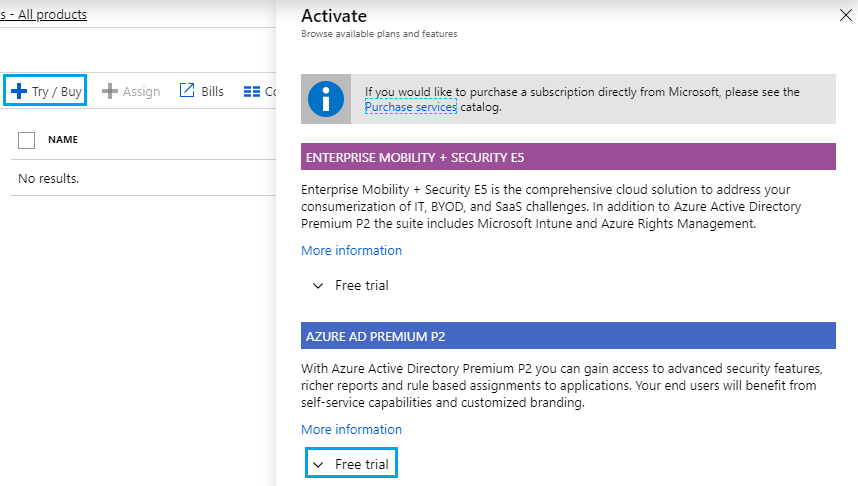 s - All products
Try / Buy
Assign
Bills
Co
NAME
No results.
Activate
Browse available plans and features
If you would like to purchase a subscription directly from Microsoft, please see the
Purchase services catalog.
ENTERPRISE MOBILITY + SECURITY E5
Enterprise Mobility + Security E5 is the comprehensive cloud solution to address your
consumerization of IT, BYOD, and SaaS challenges. In addition to Azure Active Directory
Premium P2 the suite includes Microsoft Intune and Azure Rights Management.
More information
Free trial
AZURE AD PREMIUM P2
With Azure Active Directory Premium P2 you can gain access to advanced security features,
richer reports and rule based assignments to applications. Your end users will benefit from
self-service capabilities and customized branding.
More information
Free trial